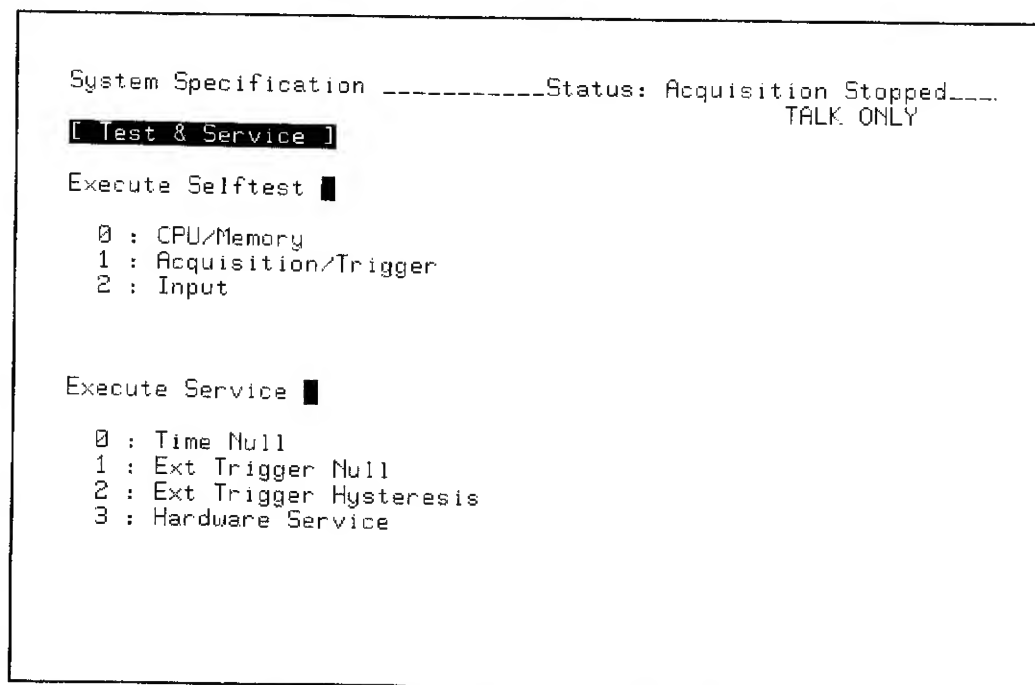 System Specification ___________Status: Acquisition Stopped____
TALK ONLY
[ Test & Service ]
Execute Selftest
0 : CPU/Memory
1 : Acquisition/Trigger
2 : Input
Execute Service
0 : Time Null
1 : Ext Trigger Null
2 : Ext Trigger Hysteresis
3 : Hardware Service